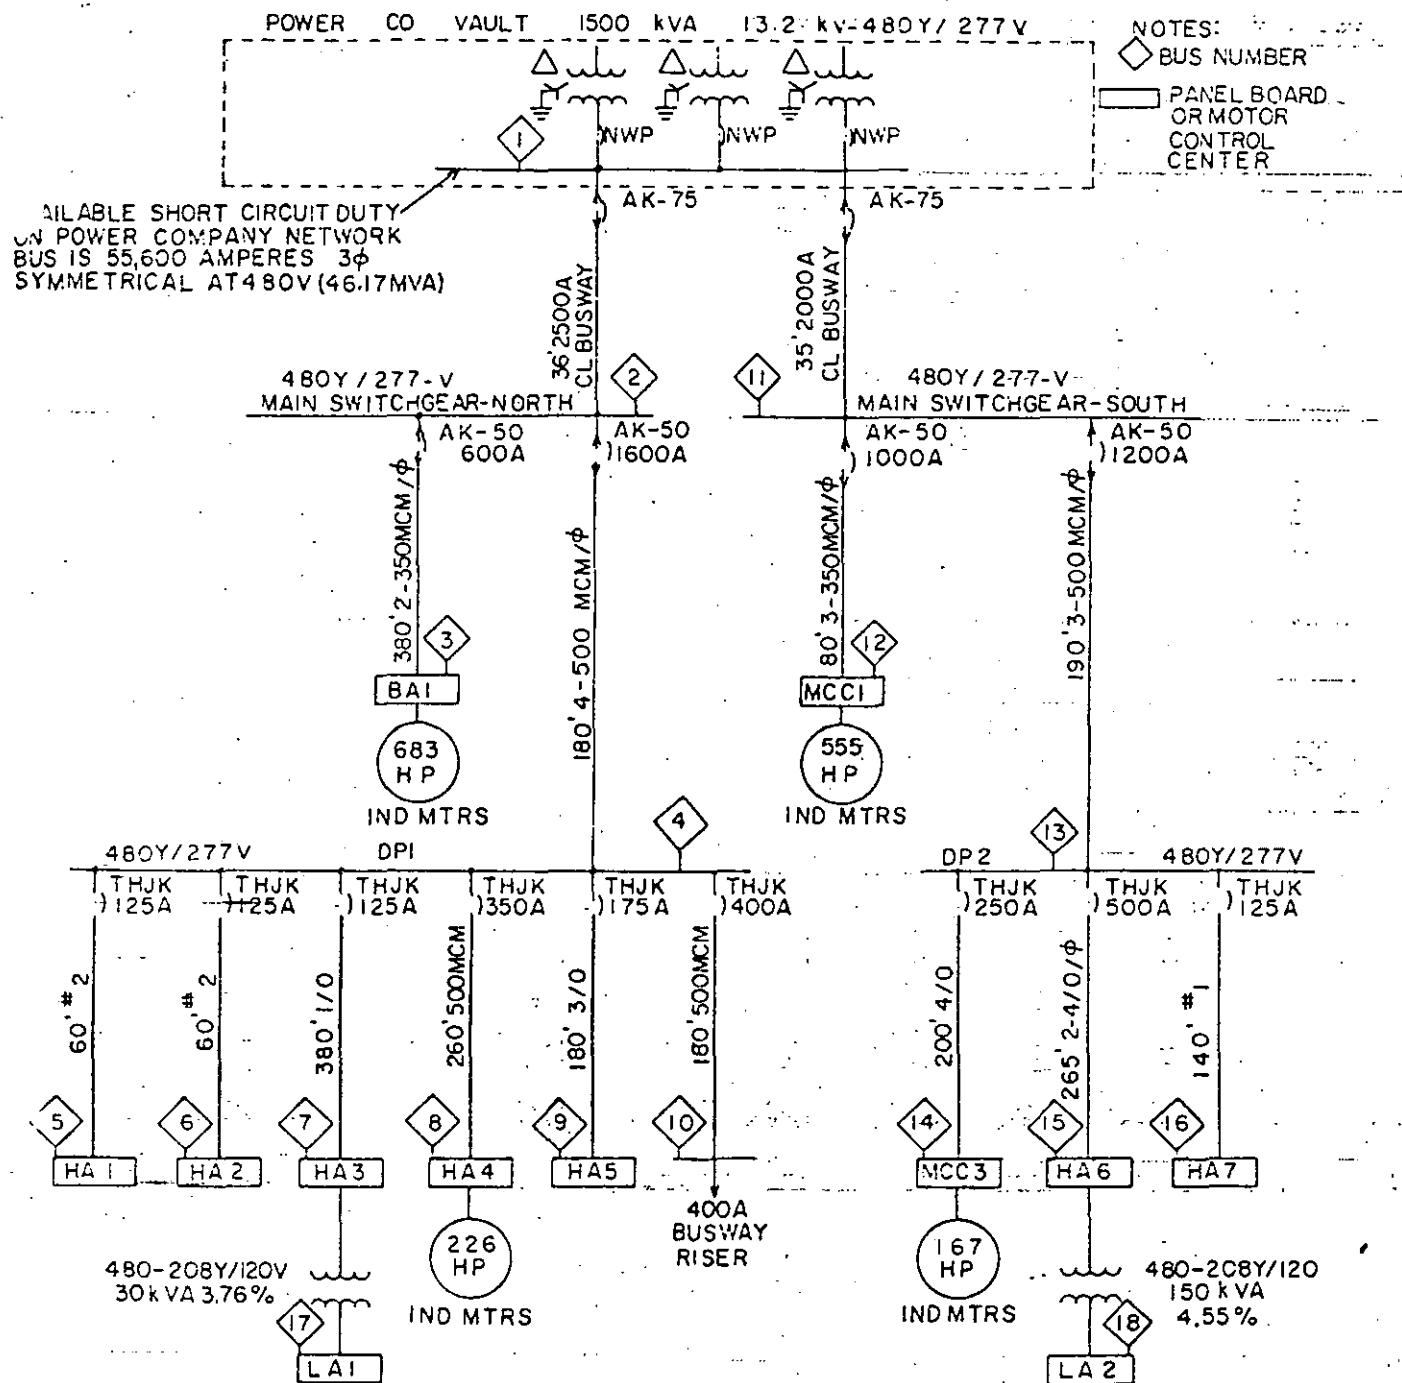 POWER CO VAULT 1500 kVA 13.2 kV-480Y/277V
NOTES:
BUS NUMBER
PANEL BOARD
OR MOTOR
CONTROL
CENTER
NWP
NWP
NWP
1
AK-75
AK-75
AILABLE SHORT CIRCUIT DUTY
ON POWER COMPANY NETWORK
BUS IS 55,600 AMPERES 3ϕ
SYMMETRICAL AT 480V (46.17MVA)
36' 2500A
CL BUSWAY
35' 2000A
CL BUSWAY
480Y/277-V
MAIN SWITCHGEAR-NORTH
2
11
480Y/277-V
MAIN SWITCHGEAR-SOUTH
AK-50
600A
AK-50
1600A
AK-50
1000A
AK-50
1200A
380' 2-350MCM/ϕ
180' 4-500 MCM/ϕ
80' 3-350MCM/ϕ
190' 3-500MCM/ϕ
3
BA1
683
HP
IND MTRS
12
MCC1
555
HP
IND MTRS
480Y/277V
DP1
4
DP2
13
480Y/277V
THJK
125A
THJK
125A
THJK
125A
THJK
350A
THJK
175A
THJK
400A
THJK
250A
THJK
500A
THJK
125A
60' #2
60' #2
380' 1/0
260' 500MCM
180' 3/0
180' 500MCM
200' 4/0
265' 2-4/0/ϕ
140' #1
5
6
7
8
9
10
14
15
16
HA1
HA2
HA3
HA4
HA5
MCC3
HA6
HA7
400A
BUSWAY
RISER
226
HP
IND MTRS
167
HP
IND MTRS
480-208Y/120V
30kVA 3.76%
17
LA1
480-208Y/120
150 kVA
4.55%
18
LA2